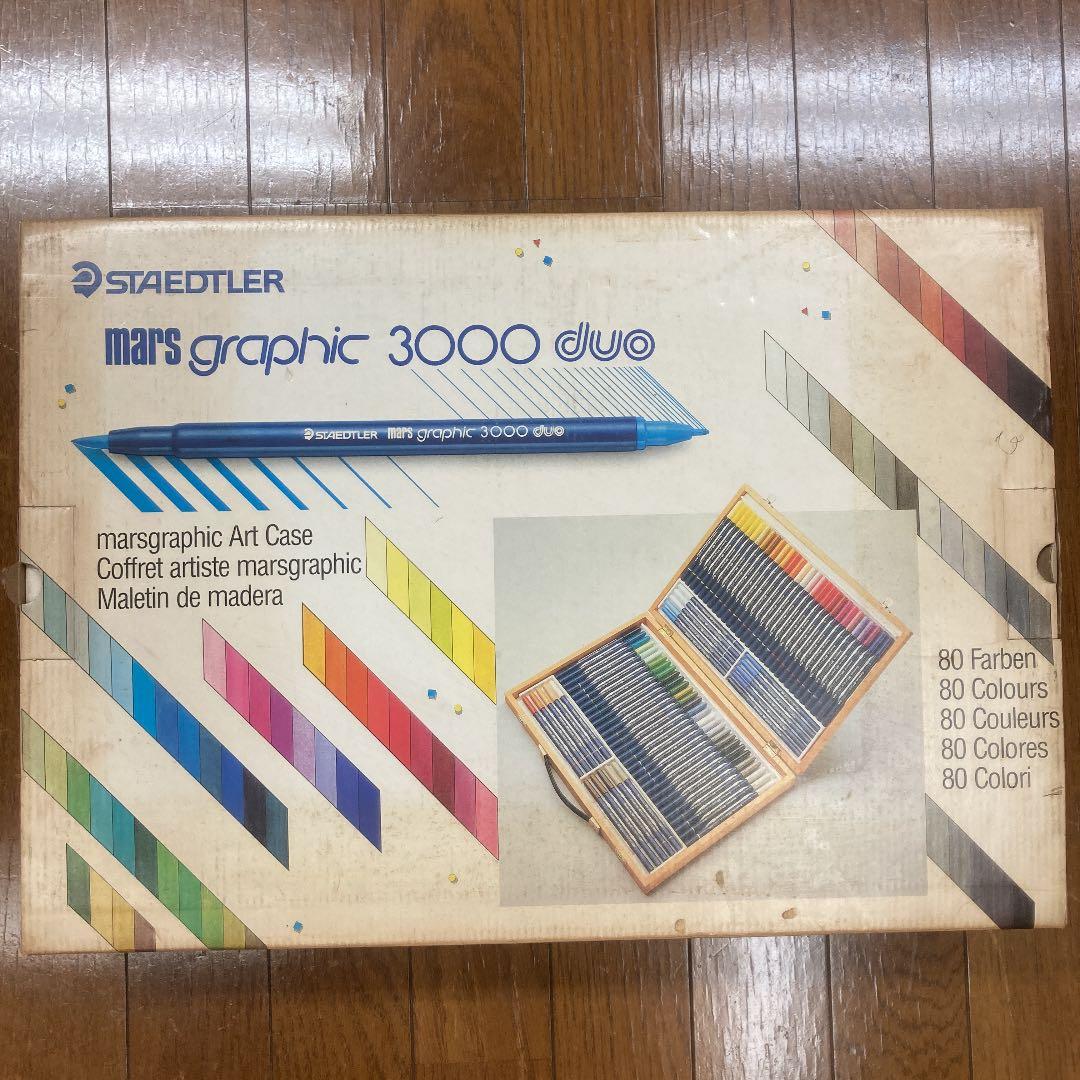 STAEDTLER
mars graphic 3000 duo
STAEDTLER mars graphic 3000 duo
marsgraphic Art Case
Coffret artiste marsgraphic
Maletin de madera
80 Farben
80 Colours
80 Couleurs
80 Colores
80 Colori